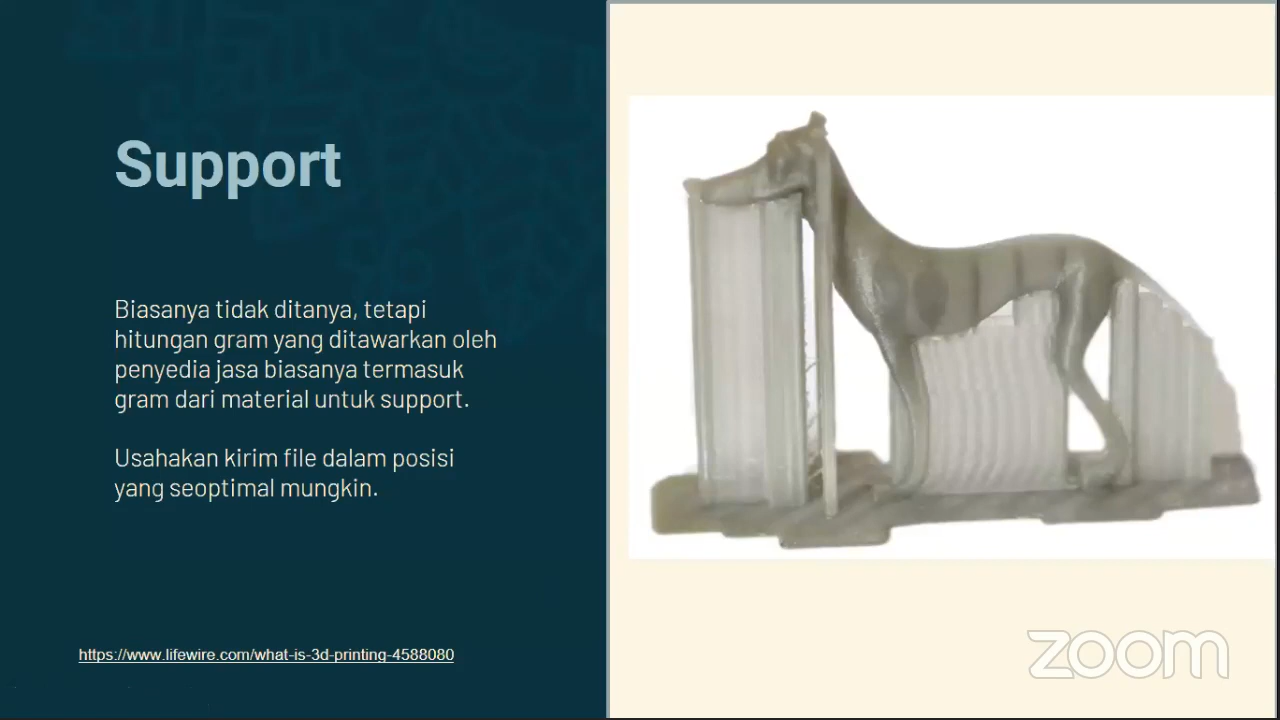 Support
Biasanya tidak ditanya, tetapi
hitungan gram yang ditawarkan oleh
penyedia jasa biasanya termasuk
gram dari material untuk support.
Usahakan kirim file dalam posisi
yang seoptimal mungkin.
https://www.lifewire.com/what-is-3d-printing-4588080
zoom